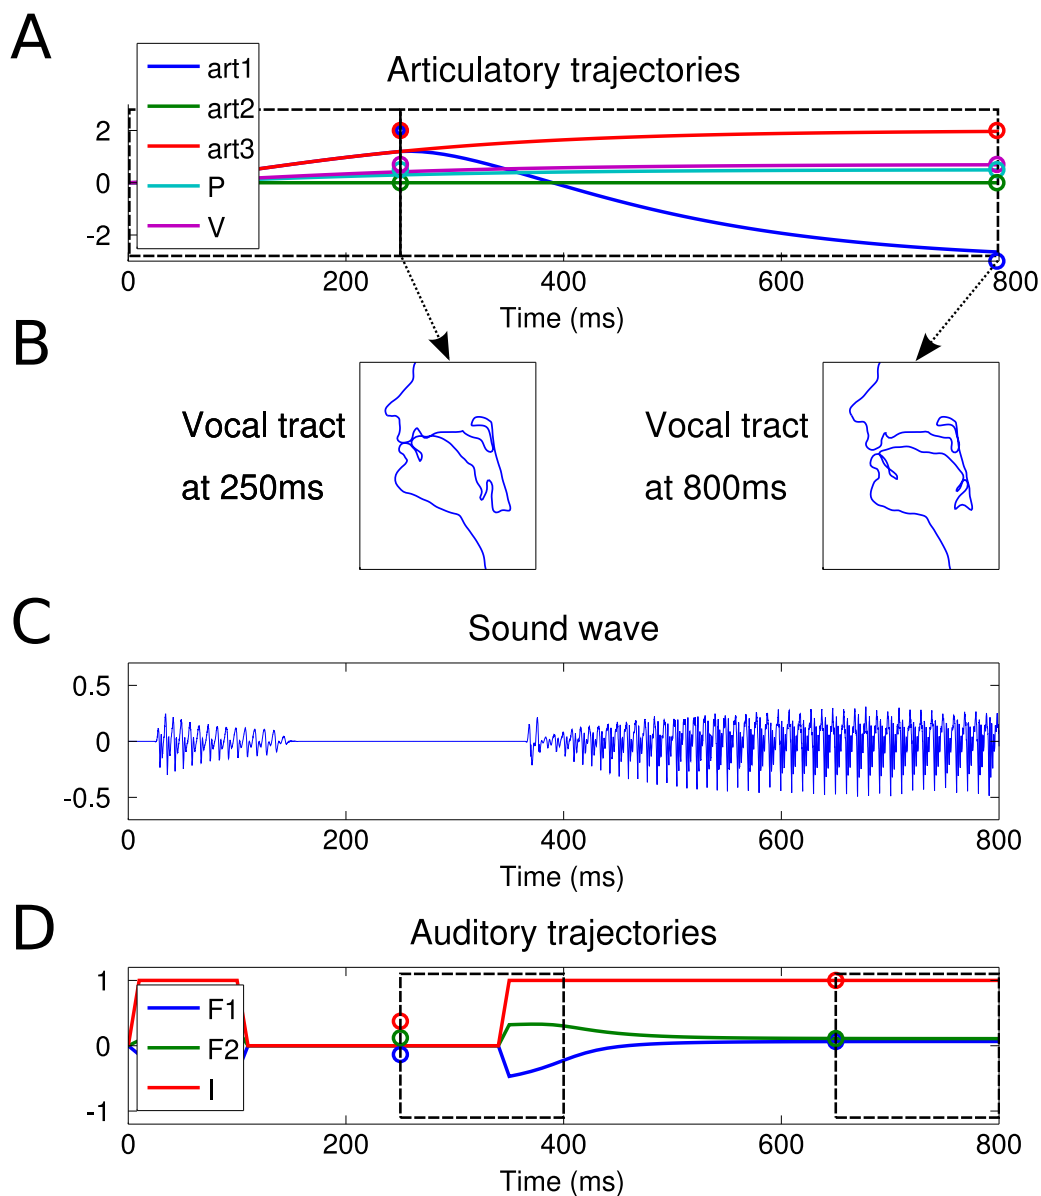 A
Articulatory trajectories
art1
art2
art3
P
V
2
0
-2
0
200
400
600
800
Time (ms)
B
Vocal tract
at 250ms
Vocal tract
at 800ms
C
Sound wave
0.5
0
-0.5
0
200
400
600
800
Time (ms)
D
Auditory trajectories
1
0
-1
F1
F2
I
0
200
400
600
800
Time (ms)